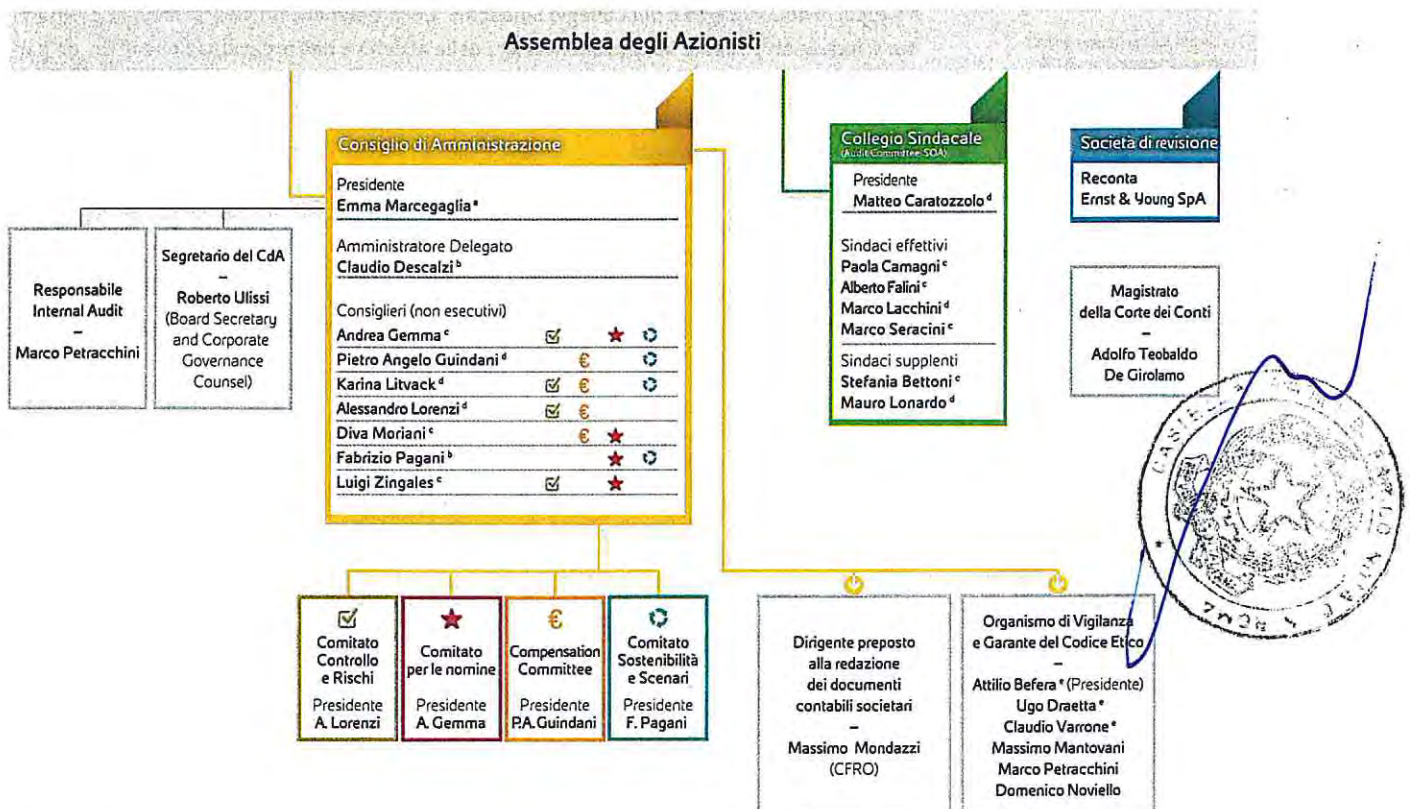 Assemblea degli Azionisti
Consiglio di Amministrazione
Presidente
Emma Marcegaglia ᵃ
Amministratore Delegato
Claudio Descalzi ᵇ
Consiglieri (non esecutivi)
Andrea Gemma ᶜ
Pietro Angelo Guindani ᵈ €
Karina Litvack ᵈ €
Alessandro Lorenzi ᵈ €
Diva Moriani ᶜ €
Fabrizio Pagani ᵇ
Luigi Zingales ᶜ
Responsabile
Internal Audit
–
Marco Petracchini
Segretario del CdA
–
Roberto Ulissi
(Board Secretary
and Corporate
Governance
Counsel)
Collegio Sindacale
(Audit Committee SOA)
Presidente
Matteo Caratozzolo ᵈ
Sindaci effettivi
Paola Camagni ᶜ
Alberto Falini ᶜ
Marco Lacchini ᵈ
Marco Seracini ᶜ
Sindaci supplenti
Stefania Bettoni ᶜ
Mauro Lonardo ᵈ
Società di revisione
Reconta
Ernst & Young SpA
Magistrato
della Corte dei Conti
–
Adolfo Teobaldo
De Girolamo
Comitato
Controllo
e Rischi
Presidente
A. Lorenzi
Comitato
per le nomine
Presidente
A. Gemma
€
Compensation
Committee
Presidente
P.A. Guindani
Comitato
Sostenibilità
e Scenari
Presidente
F. Pagani
Dirigente preposto
alla redazione
dei documenti
contabili societari
–
Massimo Mondazzi
(CFRO)
Organismo di Vigilanza
e Garante del Codice Etico
–
Attilio Befera ᵉ (Presidente)
Ugo Draetta ᵉ
Claudio Varrone ᵉ
Massimo Mantovani
Marco Petracchini
Domenico Noviello